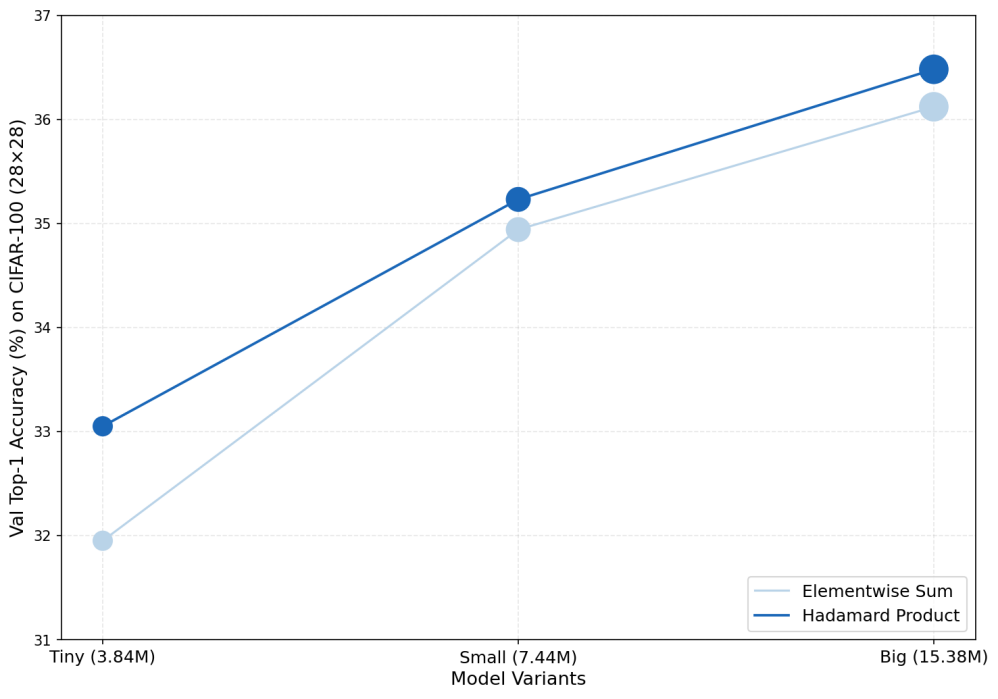 Val Top-1 Accuracy (%) on CIFAR-100 (28×28)
37
36
35
34
33
32
31
Elementwise Sum
Hadamard Product
Tiny (3.84M)
Small (7.44M)
Big (15.38M)
Model Variants